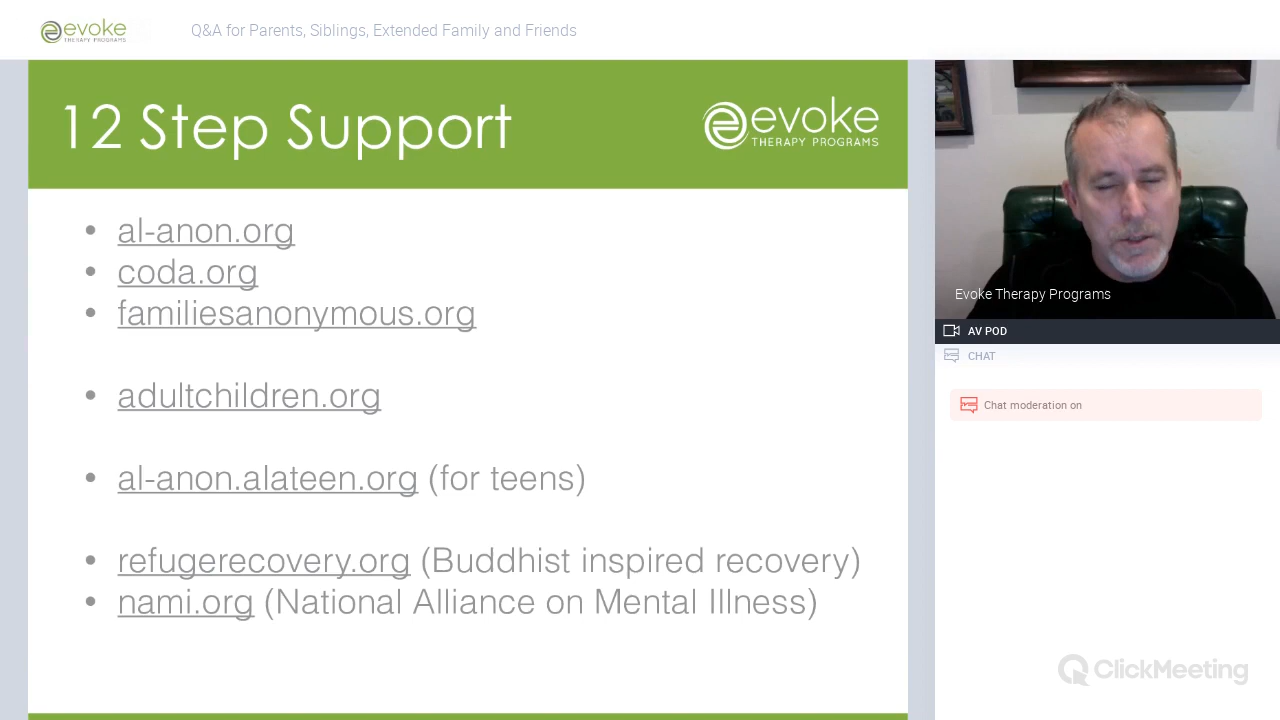 evoke
THERAPY PROGRAMS
Q&A for Parents, Siblings, Extended Family and Friends
12 Step Support
evoke
THERAPY PROGRAMS
• al-anon.org
• coda.org
• familiesanonymous.org
• adultchildren.org
• al-anon.alateen.org (for teens)
• refugerecovery.org (Buddhist inspired recovery)
• nami.org (National Alliance on Mental Illness)
Evoke Therapy Programs
AV POD
CHAT
Chat moderation on
ClickMeeting